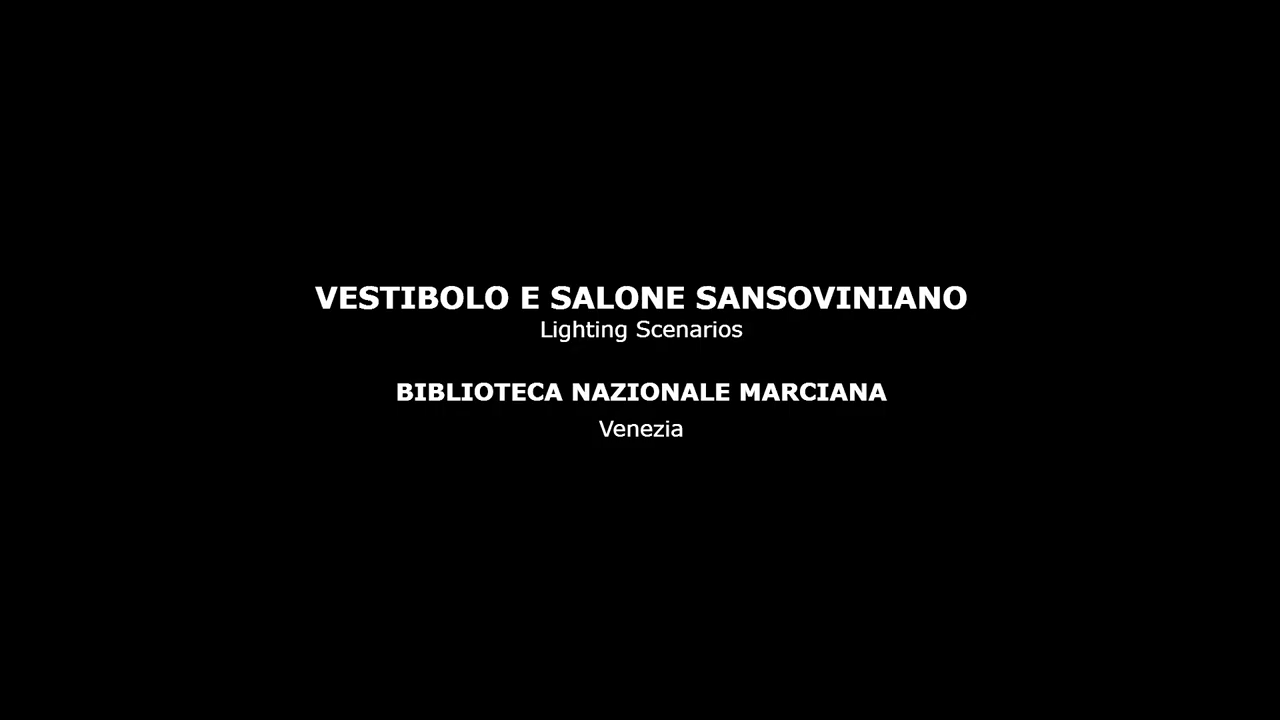 VESTIBOLO E SALONE SANSOVINIANO
Lighting Scenarios
BIBLIOTECA NAZIONALE MARCIANA
Venezia